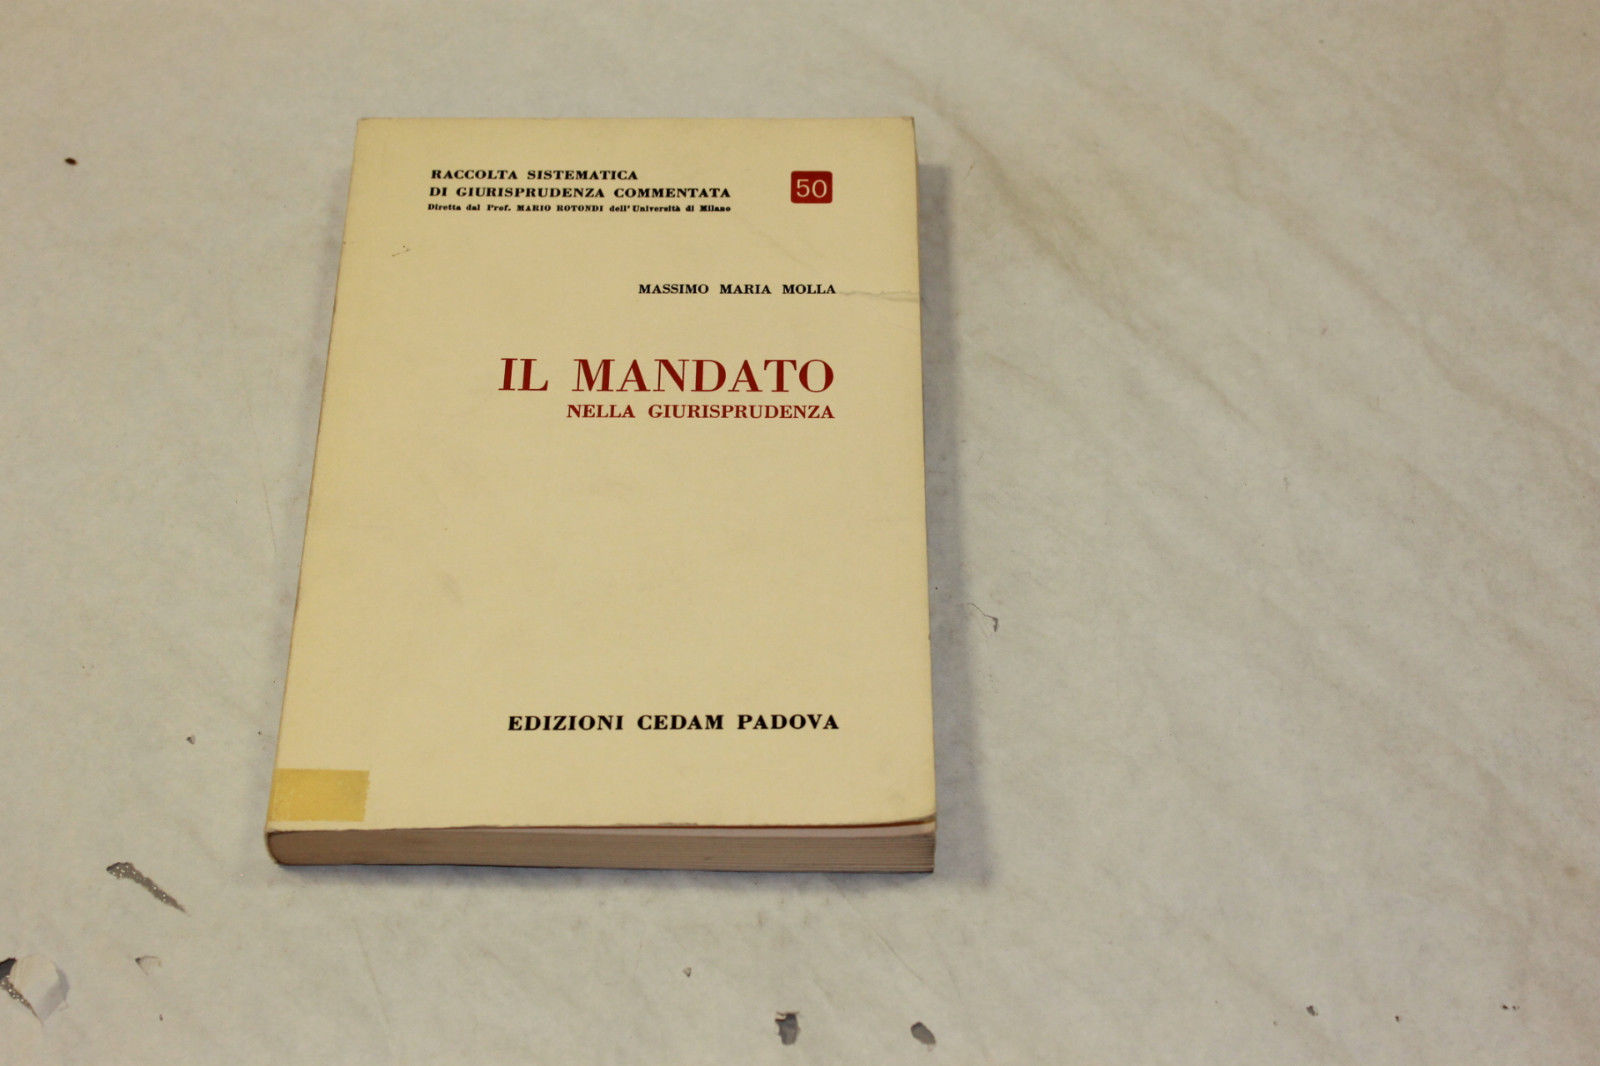 RACCOLTA SISTEMATICA
DI GIURISPRUDENZA COMMENTATA
Diretta dal Prof. MARIO ROTONDI dell'Università di Milano
50
MASSIMO MARIA MOLLA
IL MANDATO
NELLA GIURISPRUDENZA
EDIZIONI CEDAM PADOVA